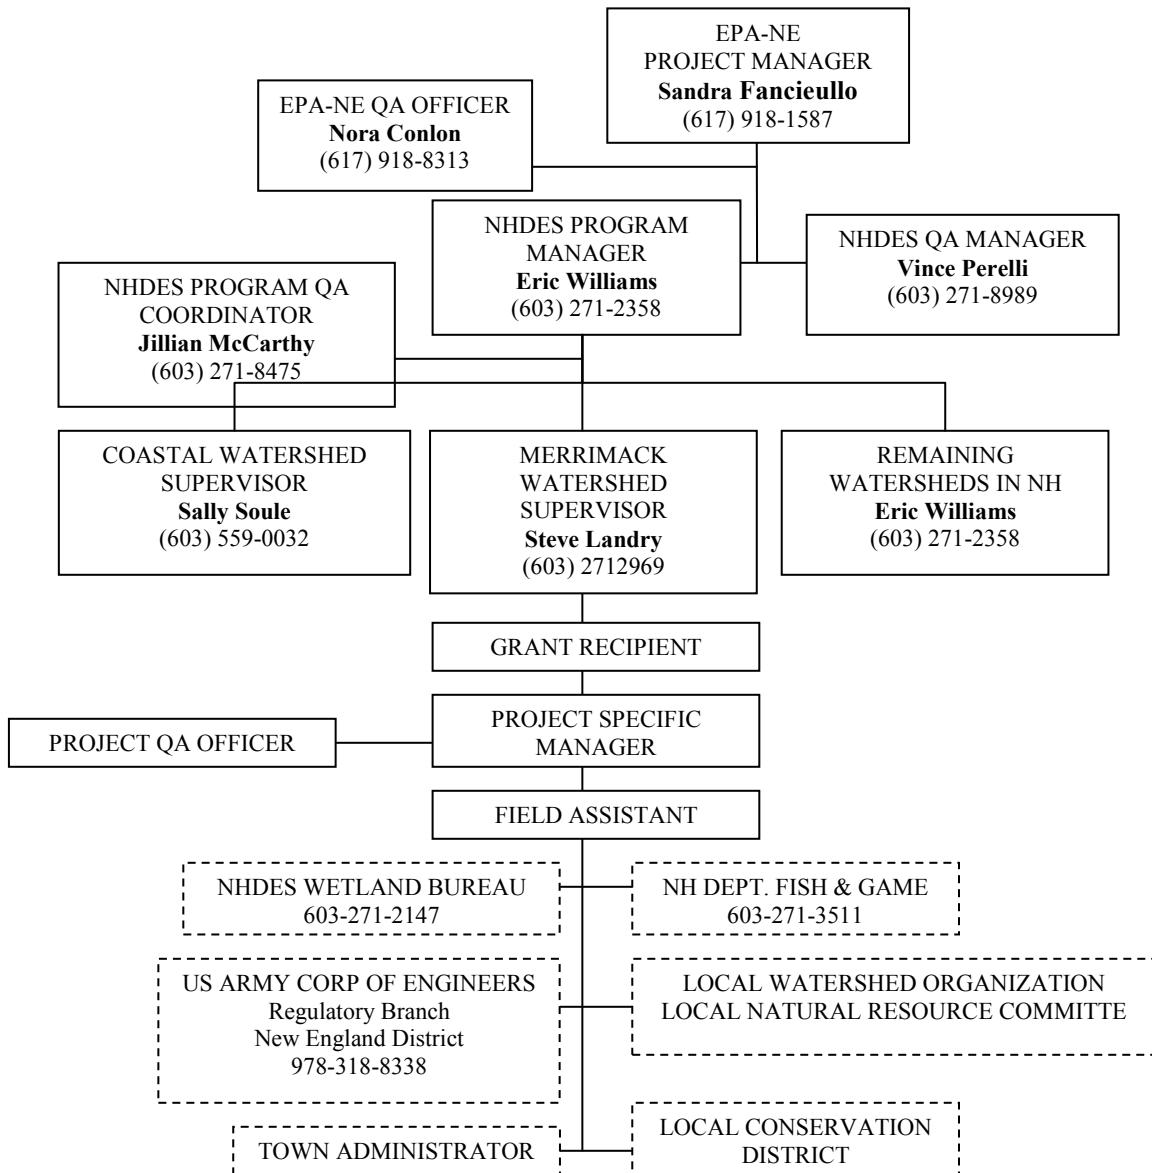 EPA-NE
PROJECT MANAGER
Sandra Fancieullo
(617) 918-1587
EPA-NE QA OFFICER
Nora Conlon
(617) 918-8313
NHDES PROGRAM
MANAGER
Eric Williams
(603) 271-2358
NHDES QA MANAGER
Vince Perelli
(603) 271-8989
NHDES PROGRAM QA
COORDINATOR
Jillian McCarthy
(603) 271-8475
COASTAL WATERSHED
SUPERVISOR
Sally Soule
(603) 559-0032
MERRIMACK
WATERSHED
SUPERVISOR
Steve Landry
(603) 2712969
REMAINING
WATERSHEDS IN NH
Eric Williams
(603) 271-2358
GRANT RECIPIENT
PROJECT SPECIFIC
MANAGER
PROJECT QA OFFICER
FIELD ASSISTANT
NHDES WETLAND BUREAU
603-271-2147
NH DEPT. FISH & GAME
603-271-3511
US ARMY CORP OF ENGINEERS
Regulatory Branch
New England District
978-318-8338
LOCAL WATERSHED ORGANIZATION
LOCAL NATURAL RESOURCE COMMITTE
TOWN ADMINISTRATOR
LOCAL CONSERVATION
DISTRICT